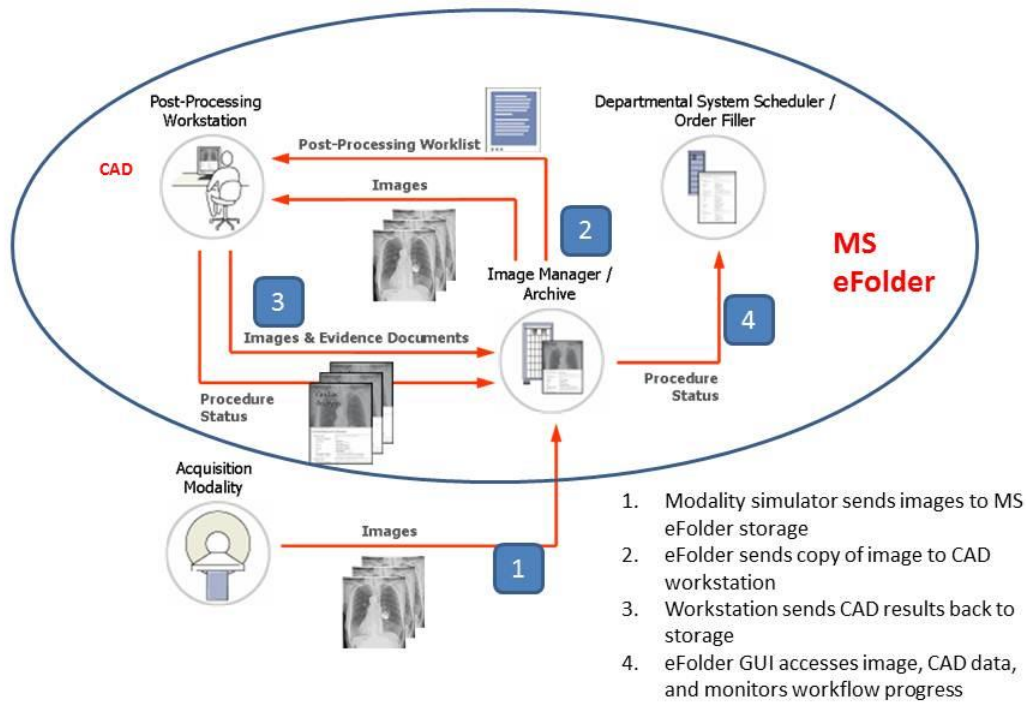 Post-Processing
Workstation
Departmental System Scheduler /
Order Filler
Post-Processing Worklist
CAD
Images
2
MS
eFolder
Image Manager /
Archive
3
4
Images & Evidence Documents
Procedure
Status
Procedure
Status
Acquisition
Modality
Images
1
1. Modality simulator sends images to MS
eFolder storage
2. eFolder sends copy of image to CAD
workstation
3. Workstation sends CAD results back to
storage
4. eFolder GUI accesses image, CAD data,
and monitors workflow progress